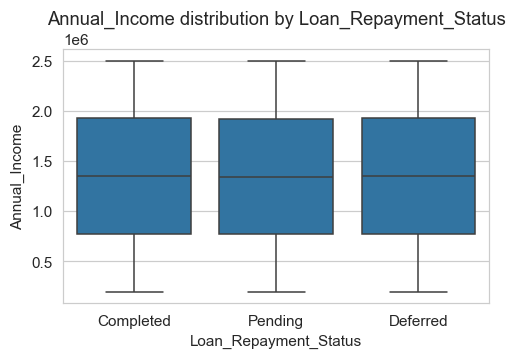 Annual_Income distribution by Loan_Repayment_Status
1e6
2.5
2.0
1.5
1.0
0.5
Annual_Income
Completed Pending Deferred
Loan_Repayment_Status